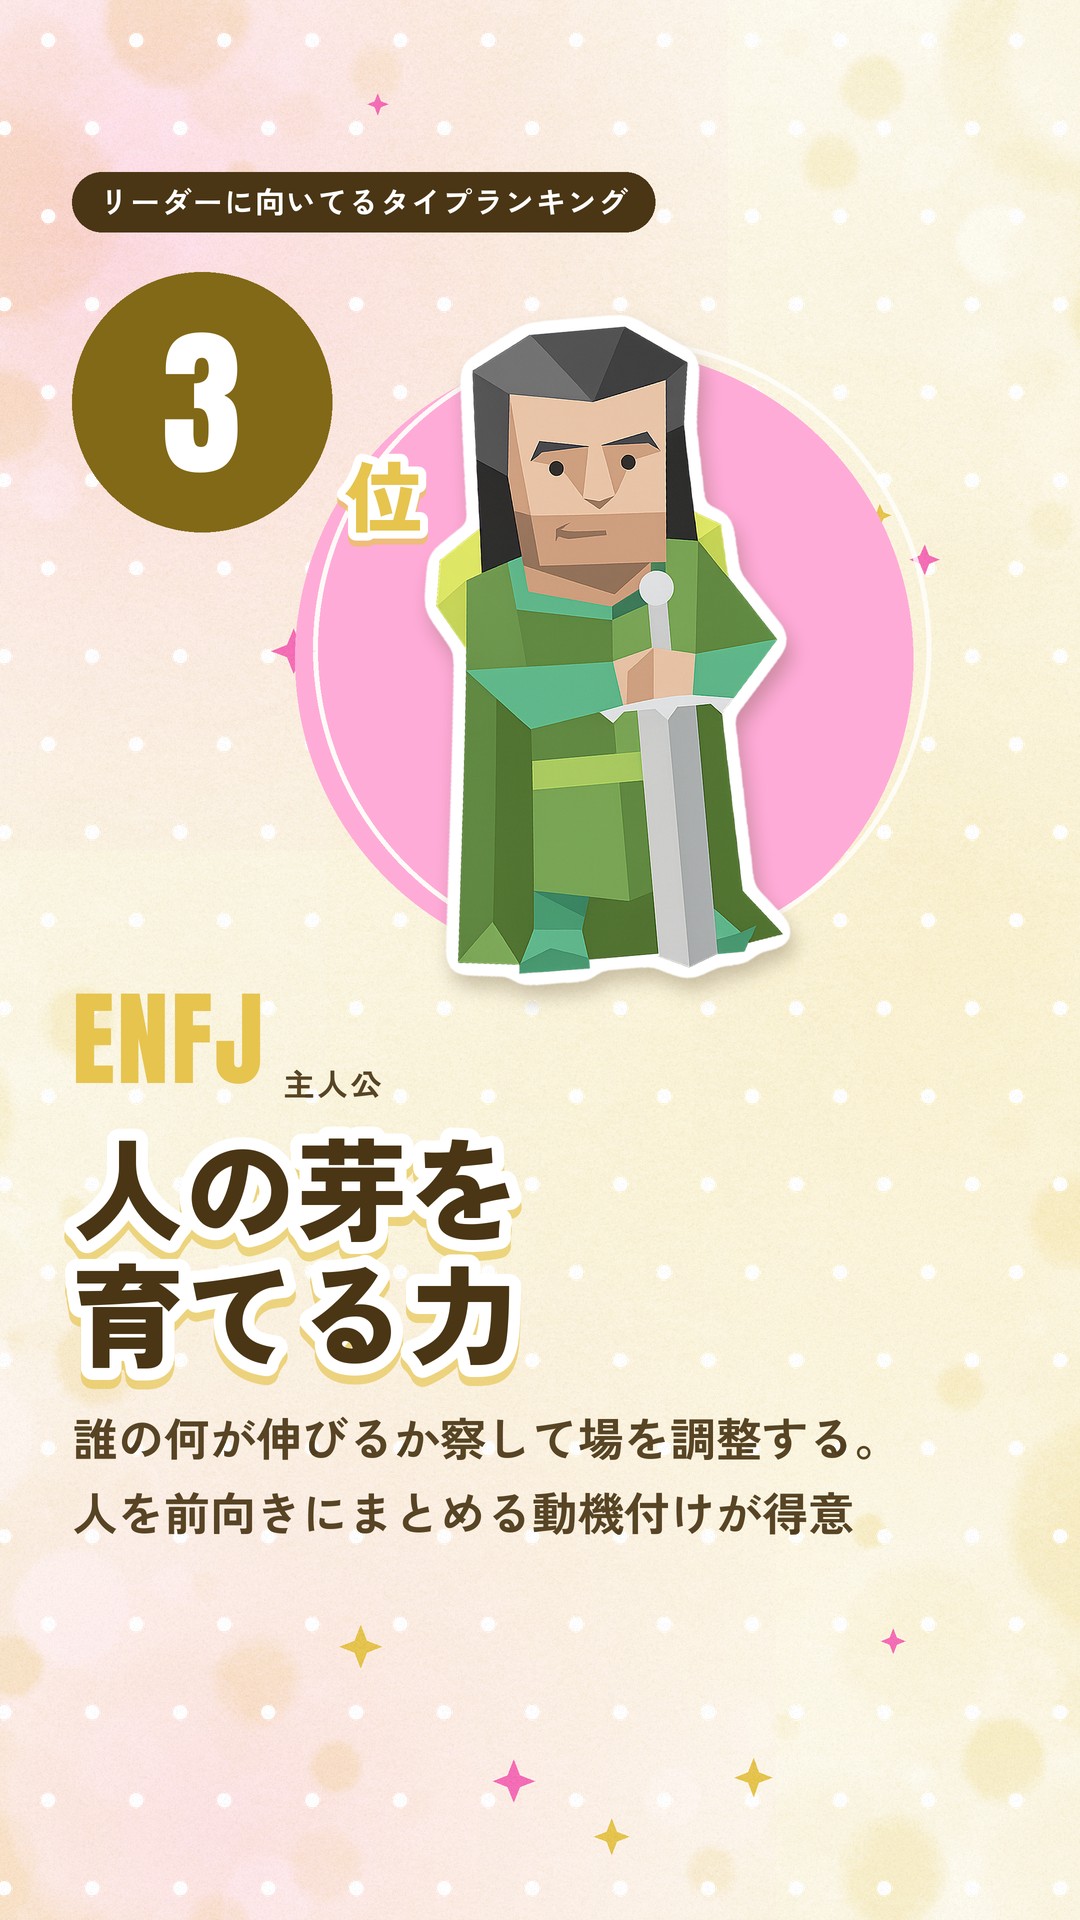 リーダーに向いてるタイプランキング
3
位
ENFJ
主人公
人の芽を
育てる力
誰の何が伸びるか察して場を調整する。
人を前向きにまとめる動機付けが得意